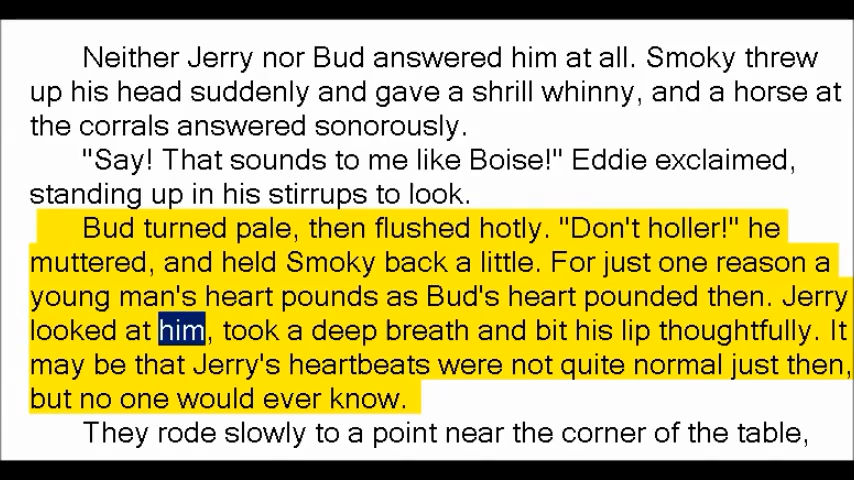 Neither Jerry nor Bud answered him at all. Smoky threw
up his head suddenly and gave a shrill whinny, and a horse at
the corrals answered sonorously.
"Say! That sounds to me like Boise!" Eddie exclaimed,
standing up in his stirrups to look.
Bud turned pale, then flushed hotly. "Don't holler!" he
muttered, and held Smoky back a little. For just one reason a
young man's heart pounds as Bud's heart pounded then. Jerry
looked at him, took a deep breath and bit his lip thoughtfully. It
may be that Jerry's heartbeats were not quite normal just then,
but no one would ever know.
They rode slowly to a point near the corner of the table,